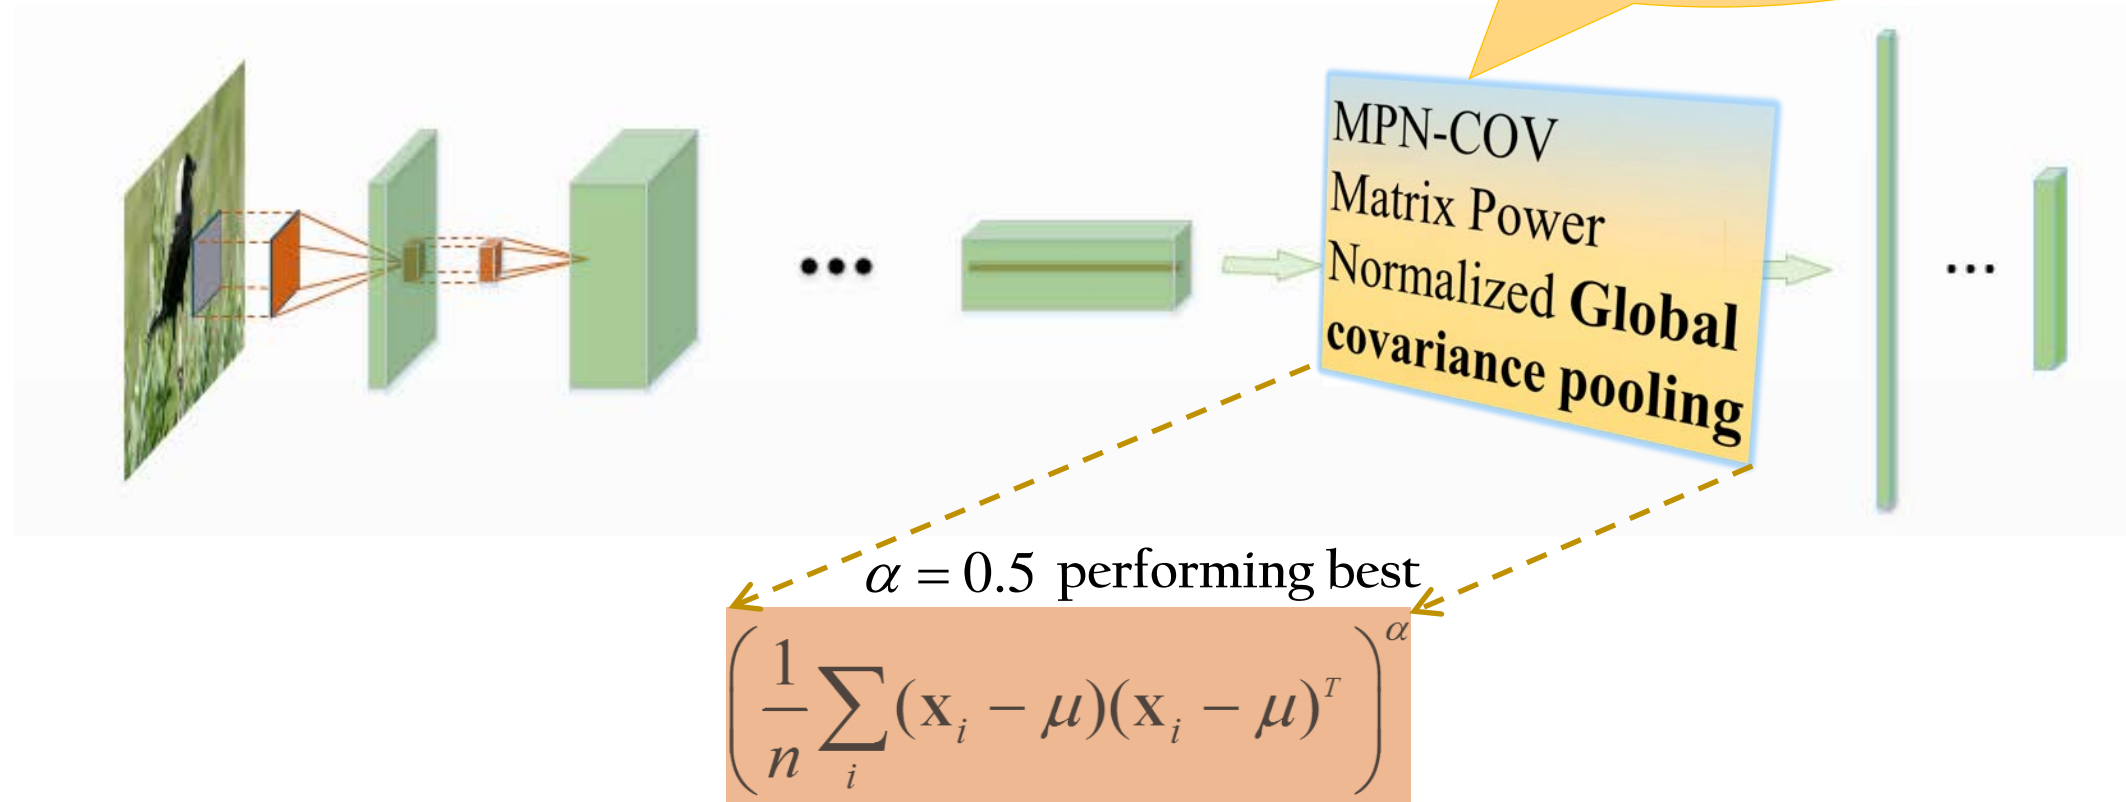 MPN-COV
Matrix Power
Normalized Global
covariance pooling
α = 0.5 performing best
(1/n ∑_i (x_i − μ)(x_i − μ)^T)^α